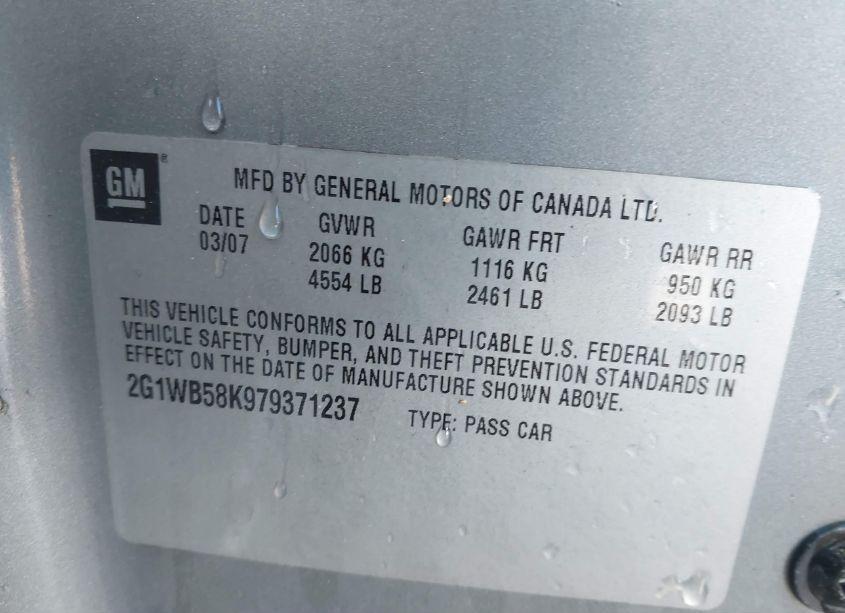 GM ®
MFD BY GENERAL MOTORS OF CANADA LTD.
DATE GVWR GAWR FRT GAWR RR
03/07 2066 KG 1116 KG 950 KG
4554 LB 2461 LB 2093 LB
THIS VEHICLE CONFORMS TO ALL APPLICABLE U.S. FEDERAL MOTOR
VEHICLE SAFETY, BUMPER, AND THEFT PREVENTION STANDARDS IN
EFFECT ON THE DATE OF MANUFACTURE SHOWN ABOVE.
2G1WB58K979371237 TYPE: PASS CAR